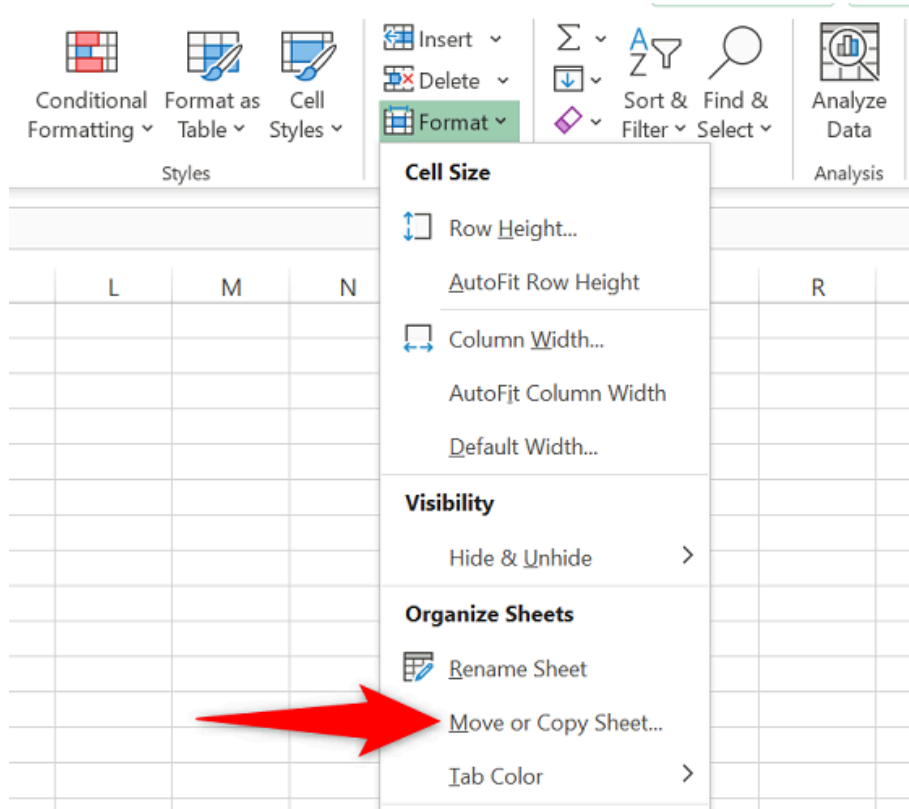 Insert
Delete
Format
Conditional
Formatting
Format as
Table
Cell
Styles
Styles
Sort &
Filter
Find &
Select
Analyze
Data
Analysis
L M N R
Cell Size
Row Height...
AutoFit Row Height
Column Width...
AutoFit Column Width
Default Width...
Visibility
Hide & Unhide
Organize Sheets
Rename Sheet
Move or Copy Sheet...
Tab Color